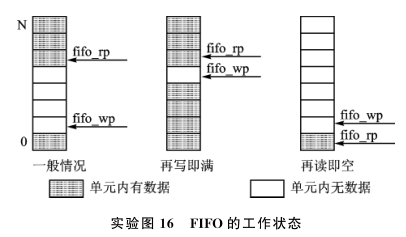 N
fifo_rp
fifo_wp
0
一般情况
fifo_rp
fifo_wp
再写即满
fifo_wp
fifo_rp
再读即空
单元内有数据 单元内无数据
实验图 16 FIFO 的工作状态